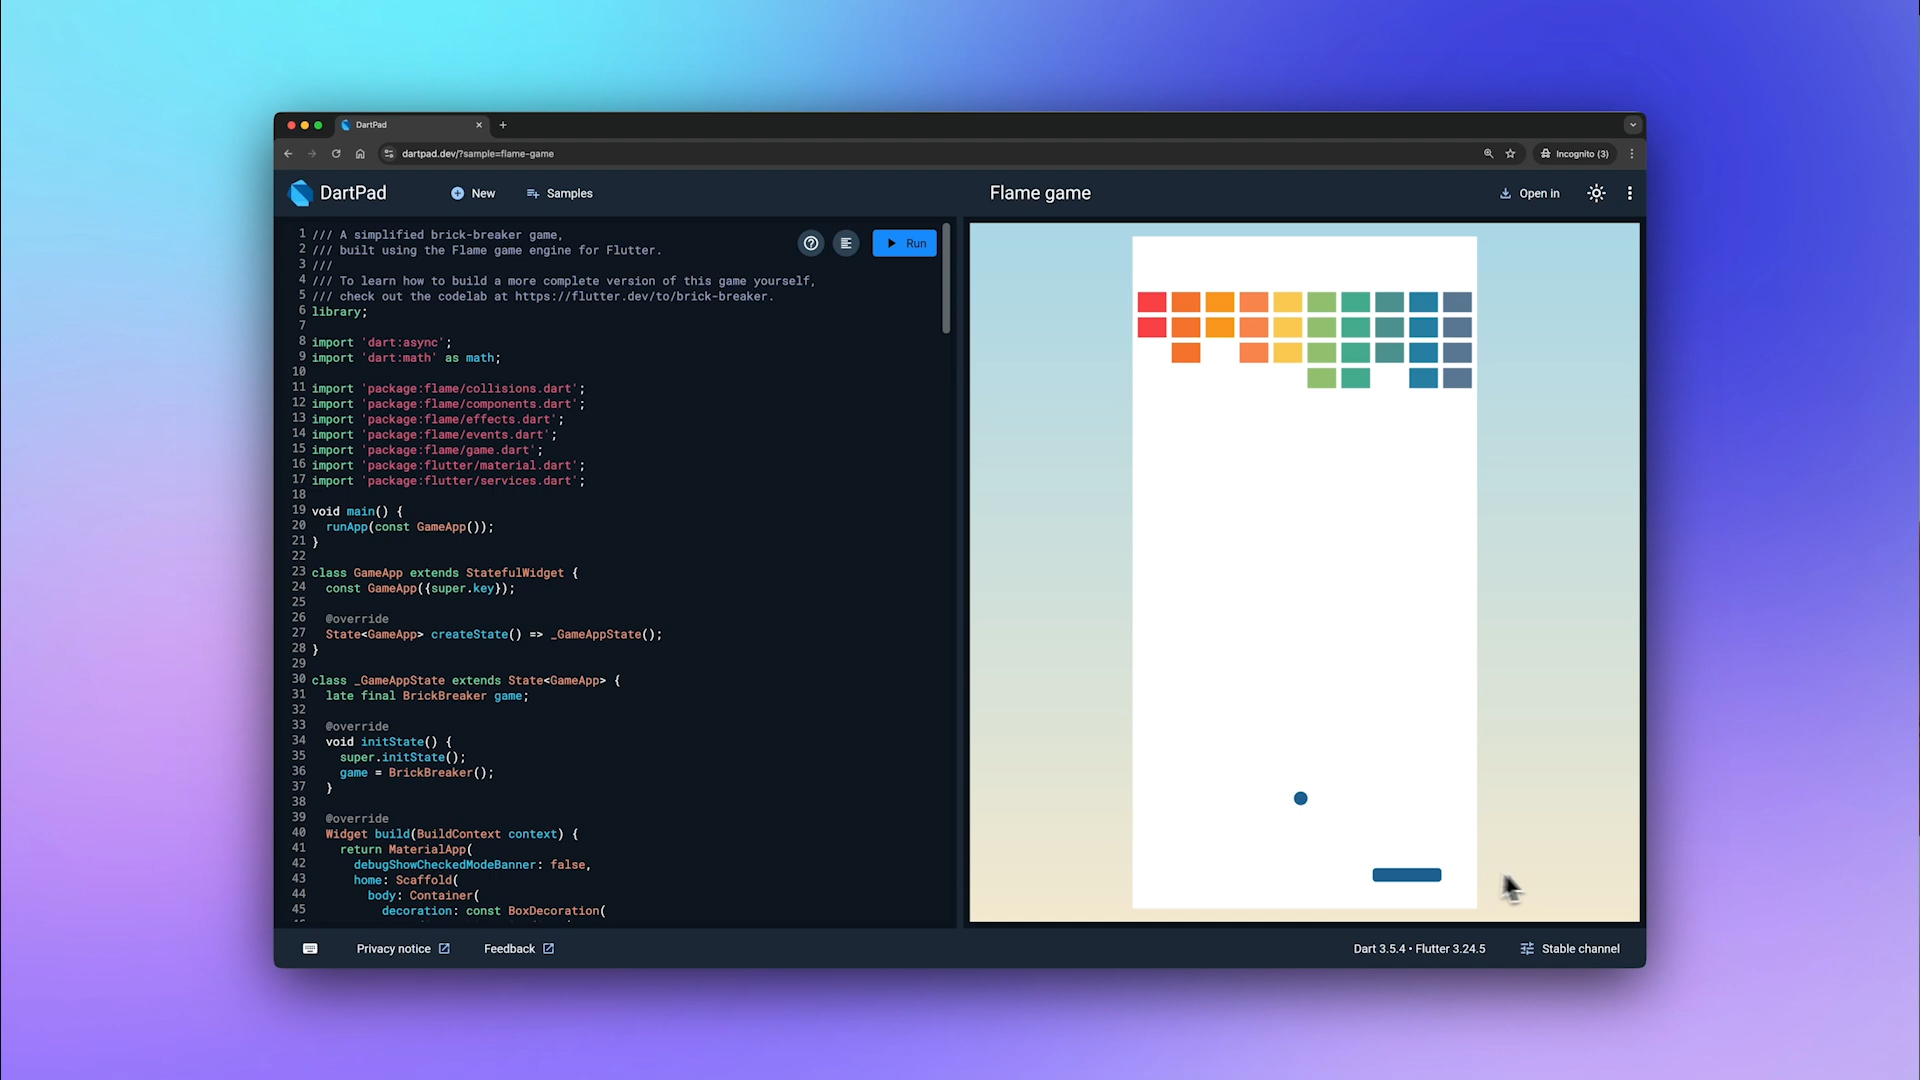 DartPad
dartpad.dev/?sample=flame-game
Incognito (3)
DartPad
New
Samples
Flame game
Open in
Run
1 /// A simplified brick-breaker game,
2 /// built using the Flame game engine for Flutter.
3 ///
4 /// To learn how to build a more complete version of this game yourself,
5 /// check out the codelab at https://flutter.dev/to/brick-breaker.
6 library;
7
8 import 'dart:async';
9 import 'dart:math' as math;
10
11 import 'package:flame/collisions.dart';
12 import 'package:flame/components.dart';
13 import 'package:flame/effects.dart';
14 import 'package:flame/events.dart';
15 import 'package:flame/game.dart';
16 import 'package:flutter/material.dart';
17 import 'package:flutter/services.dart';
18
19 void main() {
20 runApp(const GameApp());
21 }
22
23 class GameApp extends StatefulWidget {
24 const GameApp({super.key});
25
26 @override
27 State<GameApp> createState() => _GameAppState();
28 }
29
30 class _GameAppState extends State<GameApp> {
31 late final BrickBreaker game;
32
33 @override
34 void initState() {
35 super.initState();
36 game = BrickBreaker();
37 }
38
39 @override
40 Widget build(BuildContext context) {
41 return MaterialApp(
42 debugShowCheckedModeBanner: false,
43 home: Scaffold(
44 body: Container(
45 decoration: const BoxDecoration(
Privacy notice
Feedback
Dart 3.5.4 • Flutter 3.24.5
Stable channel